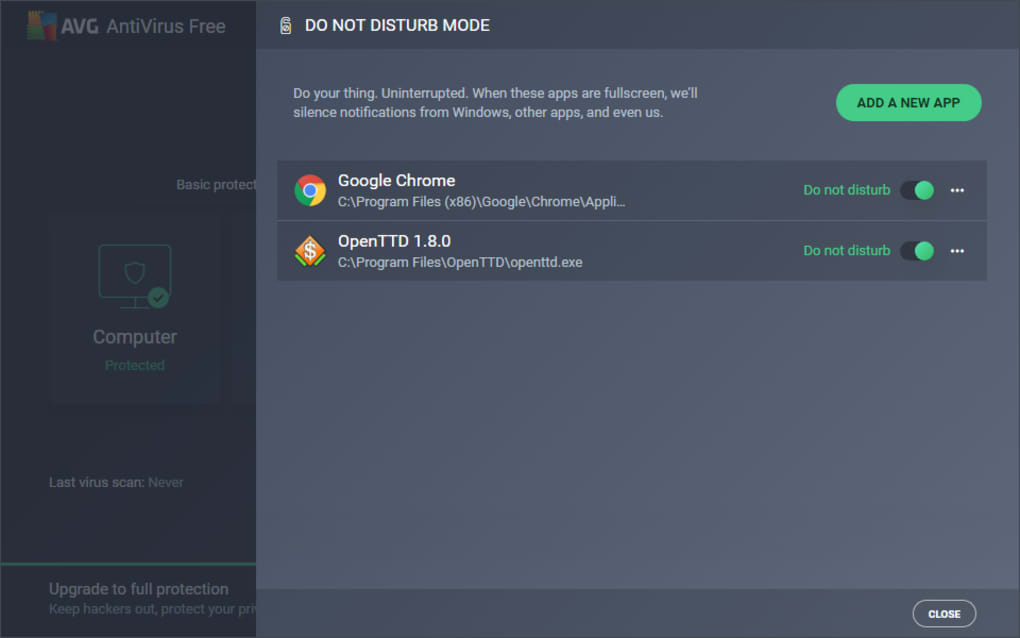 AVG AntiVirus Free
DO NOT DISTURB MODE
Do your thing. Uninterrupted. When these apps are fullscreen, we'll
silence notifications from Windows, other apps, and even us.
ADD A NEW APP
Basic protect
Google Chrome
C:\Program Files (x86)\Google\Chrome\Appli...
Do not disturb
OpenTTD 1.8.0
C:\Program Files\OpenTTD\openttd.exe
Do not disturb
Computer
Protected
Last virus scan: Never
Upgrade to full protection
Keep hackers out, protect your pri
CLOSE